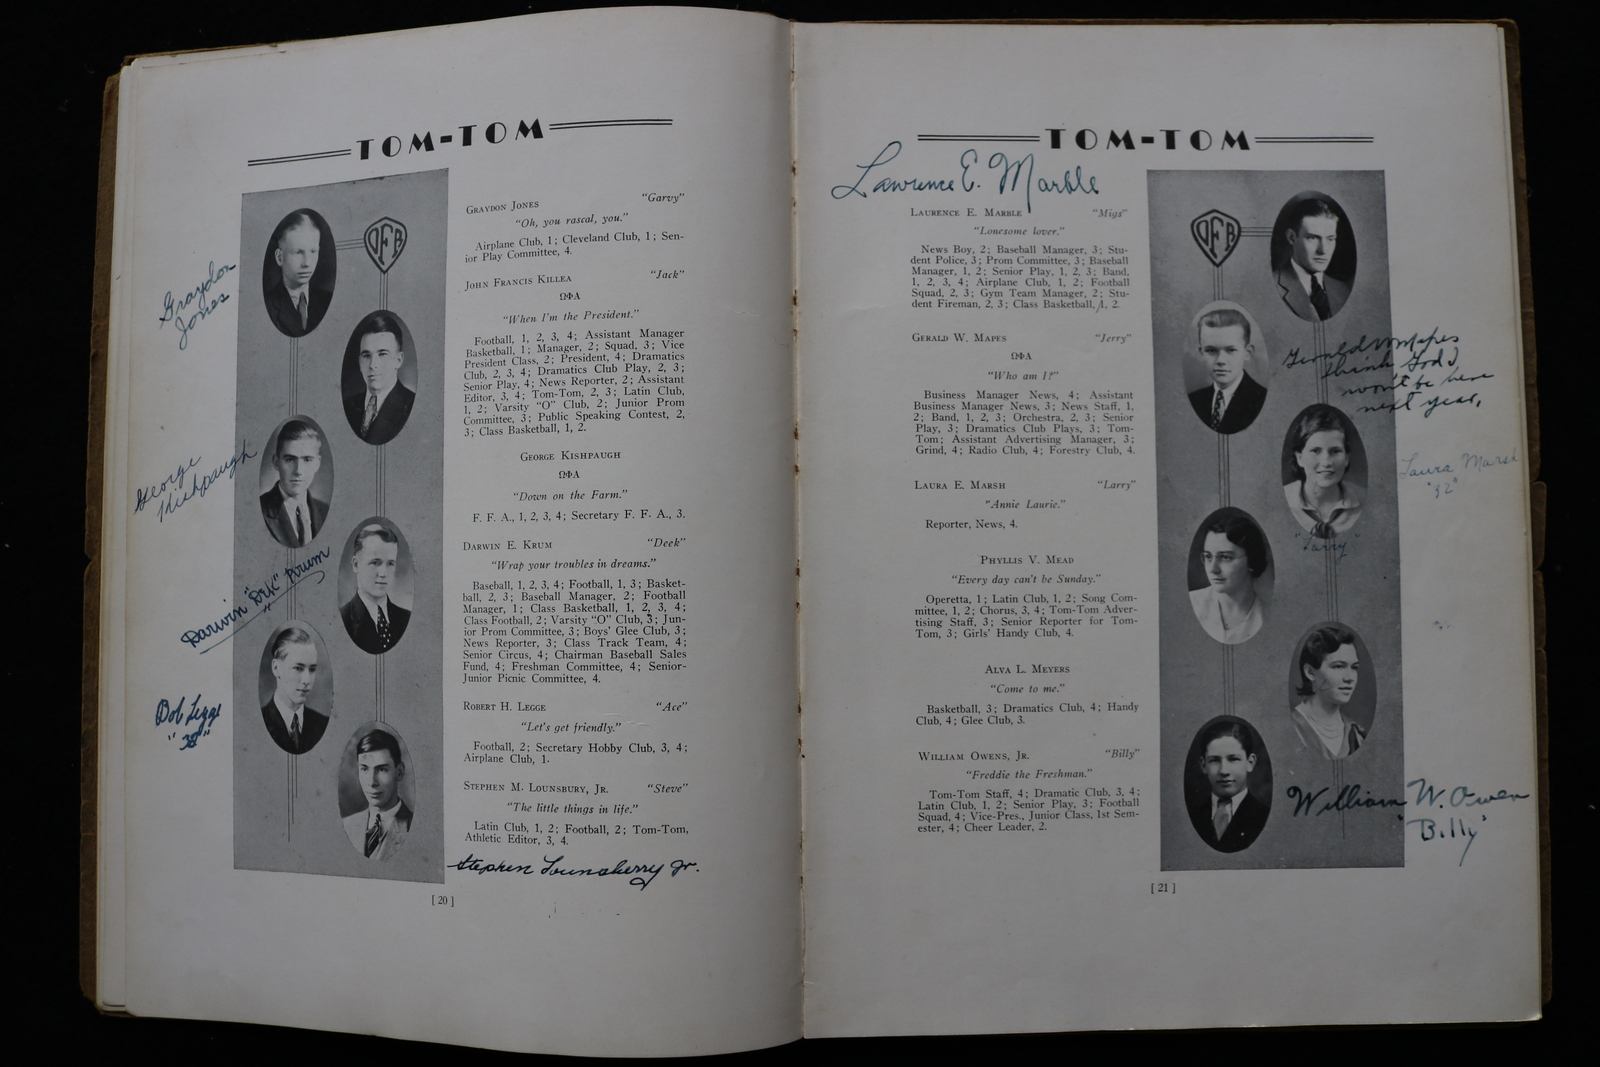 TOM-TOM
GRAYDON JONES "Garvy"
"Oh, you rascal, you."
Airplane Club, 1; Cleveland Club, 1; Sen-
ior Play Committee, 4.
JOHN FRANCIS KILLEA "Jack"
ΩΦΑ
"When I'm the President."
Football, 1, 2, 3, 4; Assistant Manager
Basketball, 1; Manager, 2; Squad, 3; Vice
President Class, 2; President, 4; Dramatics
Club, 2, 3, 4; Dramatics Club Play, 2, 3;
Senior Play, 4; News Reporter, 2; Assistant
Editor, 3, 4; Tom-Tom, 2, 3; Latin Club,
1, 2; Varsity "O" Club, 2; Junior Prom
Committee, 3; Public Speaking Contest, 2,
3; Class Basketball, 1, 2.
GEORGE KISHPAUGH
ΩΦΑ
"Down on the Farm."
F. F. A., 1, 2, 3, 4; Secretary F. F. A., 3.
DARWIN E. KRUM "Deek"
"Wrap your troubles in dreams."
Baseball, 1, 2, 3, 4; Football, 1, 3; Basket-
ball, 2, 3; Baseball Manager, 2; Football
Manager, 1; Class Basketball, 1, 2, 3, 4;
Class Football, 2; Varsity "O" Club, 3; Jun-
ior Prom Committee, 3; Boys' Glee Club, 3;
News Reporter, 3; Class Track Team, 4;
Senior Circus, 4; Chairman Baseball Sales
Fund, 4; Freshman Committee, 4; Senior-
Junior Picnic Committee, 4.
ROBERT H. LEGGE "Ace"
"Let's get friendly."
Football, 2; Secretary Hobby Club, 3, 4;
Airplane Club, 1.
STEPHEN M. LOUNSBURY, JR. "Steve"
"The little things in life."
Latin Club, 1, 2; Football, 2; Tom-Tom,
Athletic Editor, 3, 4.
Stephen Lounsberry Jr.
[ 20 ]
Graydon
Jones
George
Kishpaugh
Darwin "Dek" Krum
Bob Legge
OFA
TOM-TOM
Lawrence E. Marble
LAURENCE E. MARBLE "Migs"
"Lonesome lover."
News Boy, 2; Baseball Manager, 3; Stu-
dent Police, 3; Prom Committee, 3; Baseball
Manager, 1, 2; Senior Play, 1, 2, 3; Band,
1, 2, 3, 4; Airplane Club, 1, 2; Football
Squad, 2, 3; Gym Team Manager, 2; Stu-
dent Fireman, 2, 3; Class Basketball, 1, 2.
GERALD W. MAPES "Jerry"
ΩΦΑ
"Who am I?"
Business Manager News, 4; Assistant
Business Manager News, 3; News Staff, 1,
2; Band, 1, 2, 3; Orchestra, 2, 3; Senior
Play, 3; Dramatics Club Plays, 3; Tom-
Tom; Assistant Advertising Manager, 3;
Grind, 4; Radio Club, 4; Forestry Club, 4.
LAURA E. MARSH "Larry"
"Annie Laurie."
Reporter, News, 4.
PHYLLIS V. MEAD
"Every day can't be Sunday."
Operetta, 1; Latin Club, 1, 2; Song Com-
mittee, 1, 2; Chorus, 3, 4; Tom-Tom Adver-
tising Staff, 3; Senior Reporter for Tom-
Tom, 3; Girls' Handy Club, 4.
ALVA L. MEYERS
"Come to me."
Basketball, 3; Dramatics Club, 4; Handy
Club, 4; Glee Club, 3.
WILLIAM OWENS, JR. "Billy"
"Freddie the Freshman."
Tom-Tom Staff, 4; Dramatic Club, 3, 4;
Latin Club, 1, 2; Senior Play, 3; Football
Squad, 4; Vice-Pres., Junior Class, 1st Sem-
ester, 4; Cheer Leader, 2.
[ 21 ]
OFA
Gerald W Mapes
thank God I
won't be here
next year.
Laura Marsh
"32"
"Larry"
William W. Owen
"Billy"